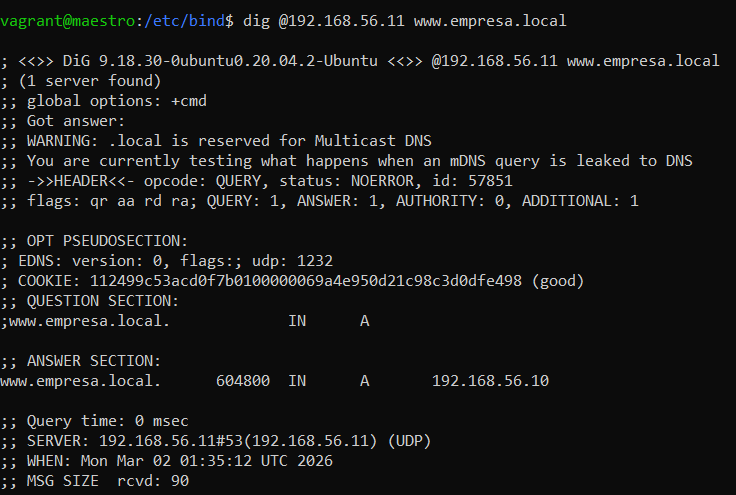 vagrant@maestro:/etc/bind$ dig @192.168.56.11 www.empresa.local
; <<>> DiG 9.18.30-0ubuntu0.20.04.2-Ubuntu <<>> @192.168.56.11 www.empresa.local
; (1 server found)
;; global options: +cmd
;; Got answer:
;; WARNING: .local is reserved for Multicast DNS
;; You are currently testing what happens when an mDNS query is leaked to DNS
;; ->>HEADER<<- opcode: QUERY, status: NOERROR, id: 57851
;; flags: qr aa rd ra; QUERY: 1, ANSWER: 1, AUTHORITY: 0, ADDITIONAL: 1
;; OPT PSEUDOSECTION:
; EDNS: version: 0, flags:; udp: 1232
; COOKIE: 112499c53acd0f7b0100000069a4e950d21c98c3d0dfe498 (good)
;; QUESTION SECTION:
;www.empresa.local. IN A
;; ANSWER SECTION:
www.empresa.local. 604800 IN A 192.168.56.10
;; Query time: 0 msec
;; SERVER: 192.168.56.11#53(192.168.56.11) (UDP)
;; WHEN: Mon Mar 02 01:35:12 UTC 2026
;; MSG SIZE rcvd: 90